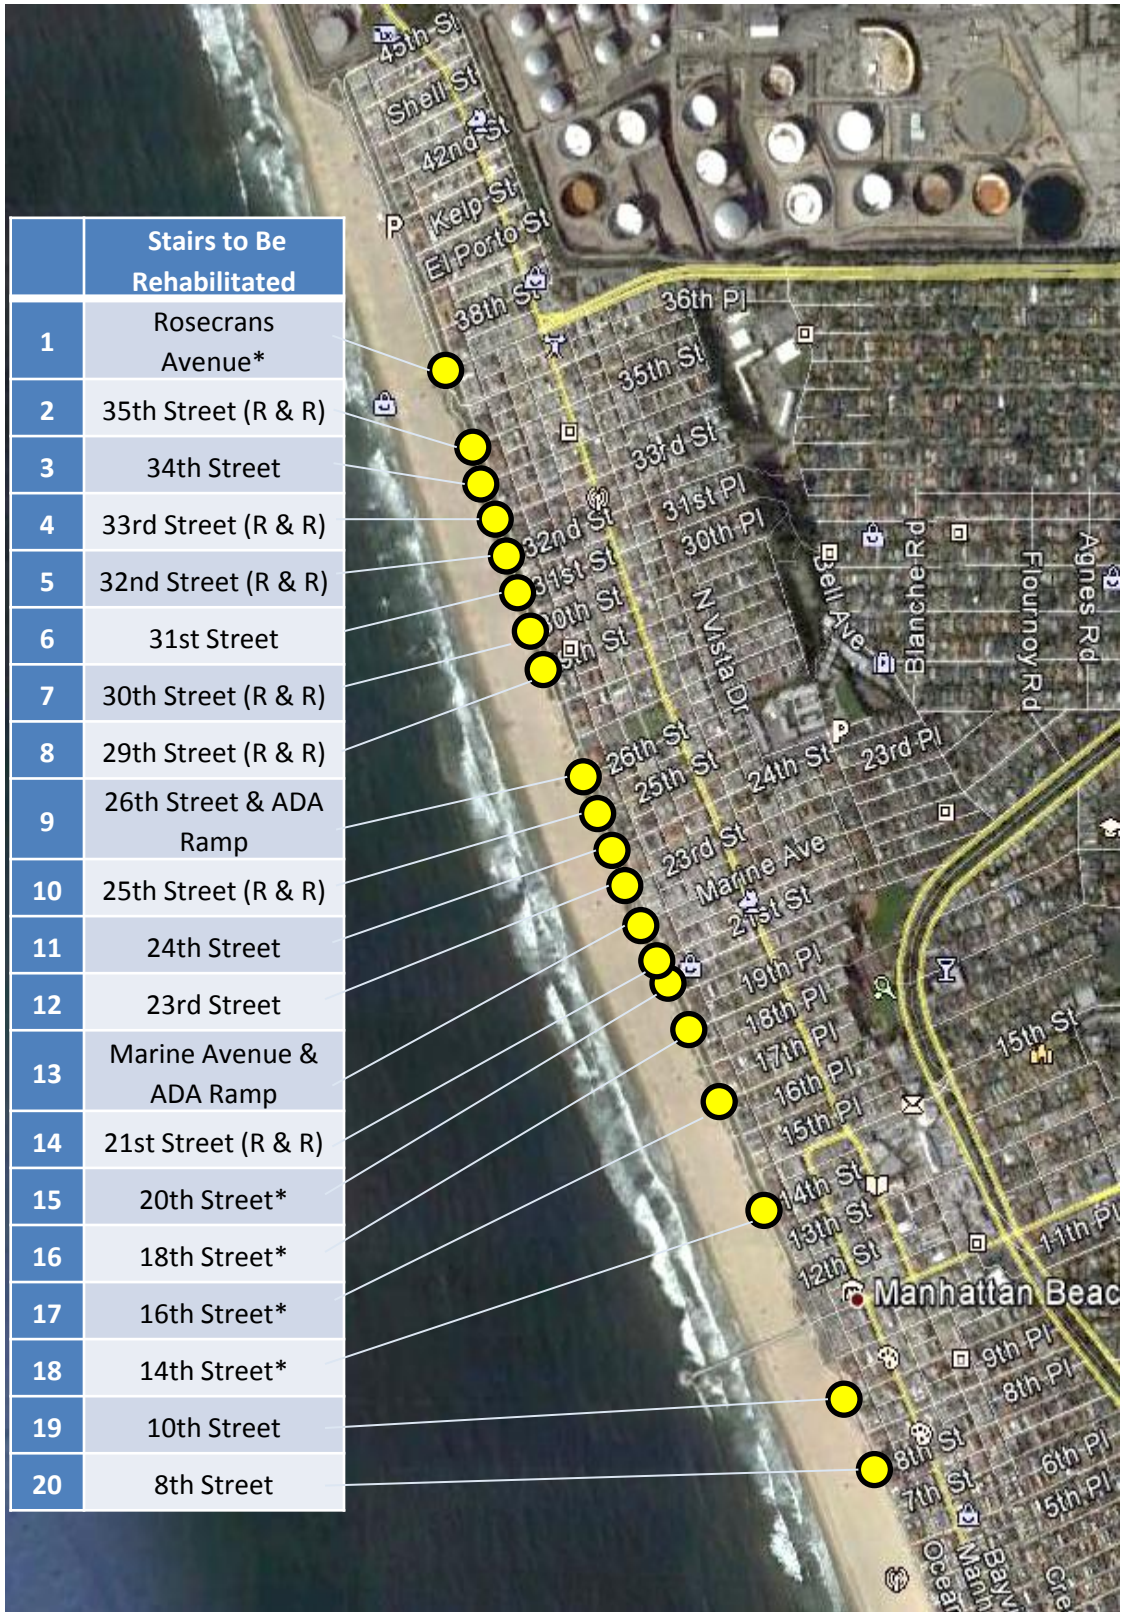 Stairs to Be
Rehabilitated
1 Rosecrans
Avenue*
2 35th Street (R & R)
3 34th Street
4 33rd Street (R & R)
5 32nd Street (R & R)
6 31st Street
7 30th Street (R & R)
8 29th Street (R & R)
9 26th Street & ADA
Ramp
10 25th Street (R & R)
11 24th Street
12 23rd Street
13 Marine Avenue &
ADA Ramp
14 21st Street (R & R)
15 20th Street*
16 18th Street*
17 16th Street*
18 14th Street*
19 10th Street
20 8th Street
45th St
Shell St
42nd St
P
Kelp St
El Porto St
38th St
36th Pl
35th St
33rd St
31st Pl
30th Pl
32nd St
31st St
30th St
N Vista Dr
Bell Ave
Blanche Rd
Flournoy Rd
Agnes Rd
P
26th St
25th St
24th St
23rd Pl
23rd St
Marine Ave
21st St
19th Pl
18th Pl
17th Pl
16th Pl
15th Pl
15th St
14th St
13th St
12th St
11th Pl
Manhattan Beac
9th Pl
8th Pl
8th St
7th St
6th Pl
5th Pl
Ocean
Manh
Bayvi
Cre